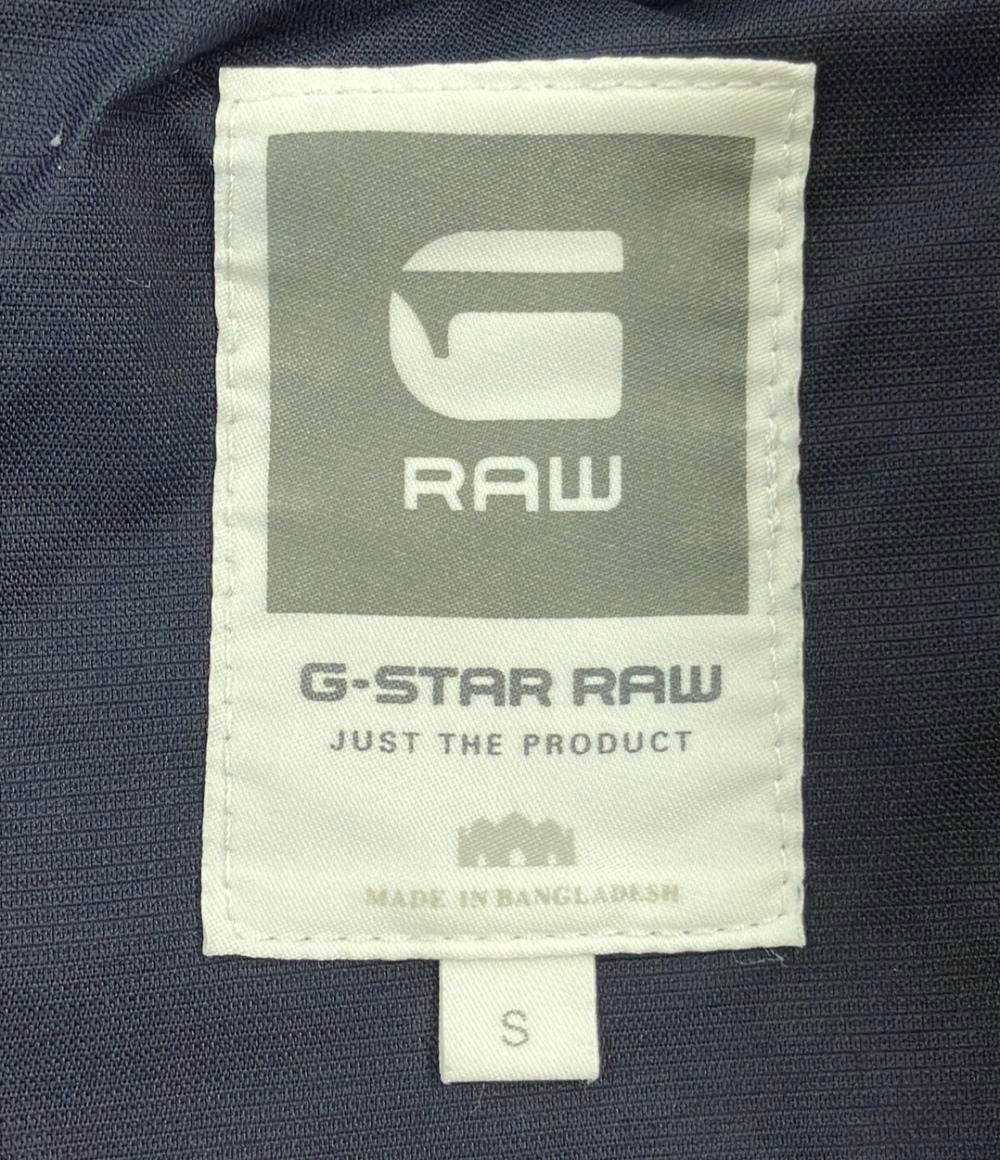 G
RAW
G-STAR RAW
JUST THE PRODUCT
MADE IN BANGLADESH
S